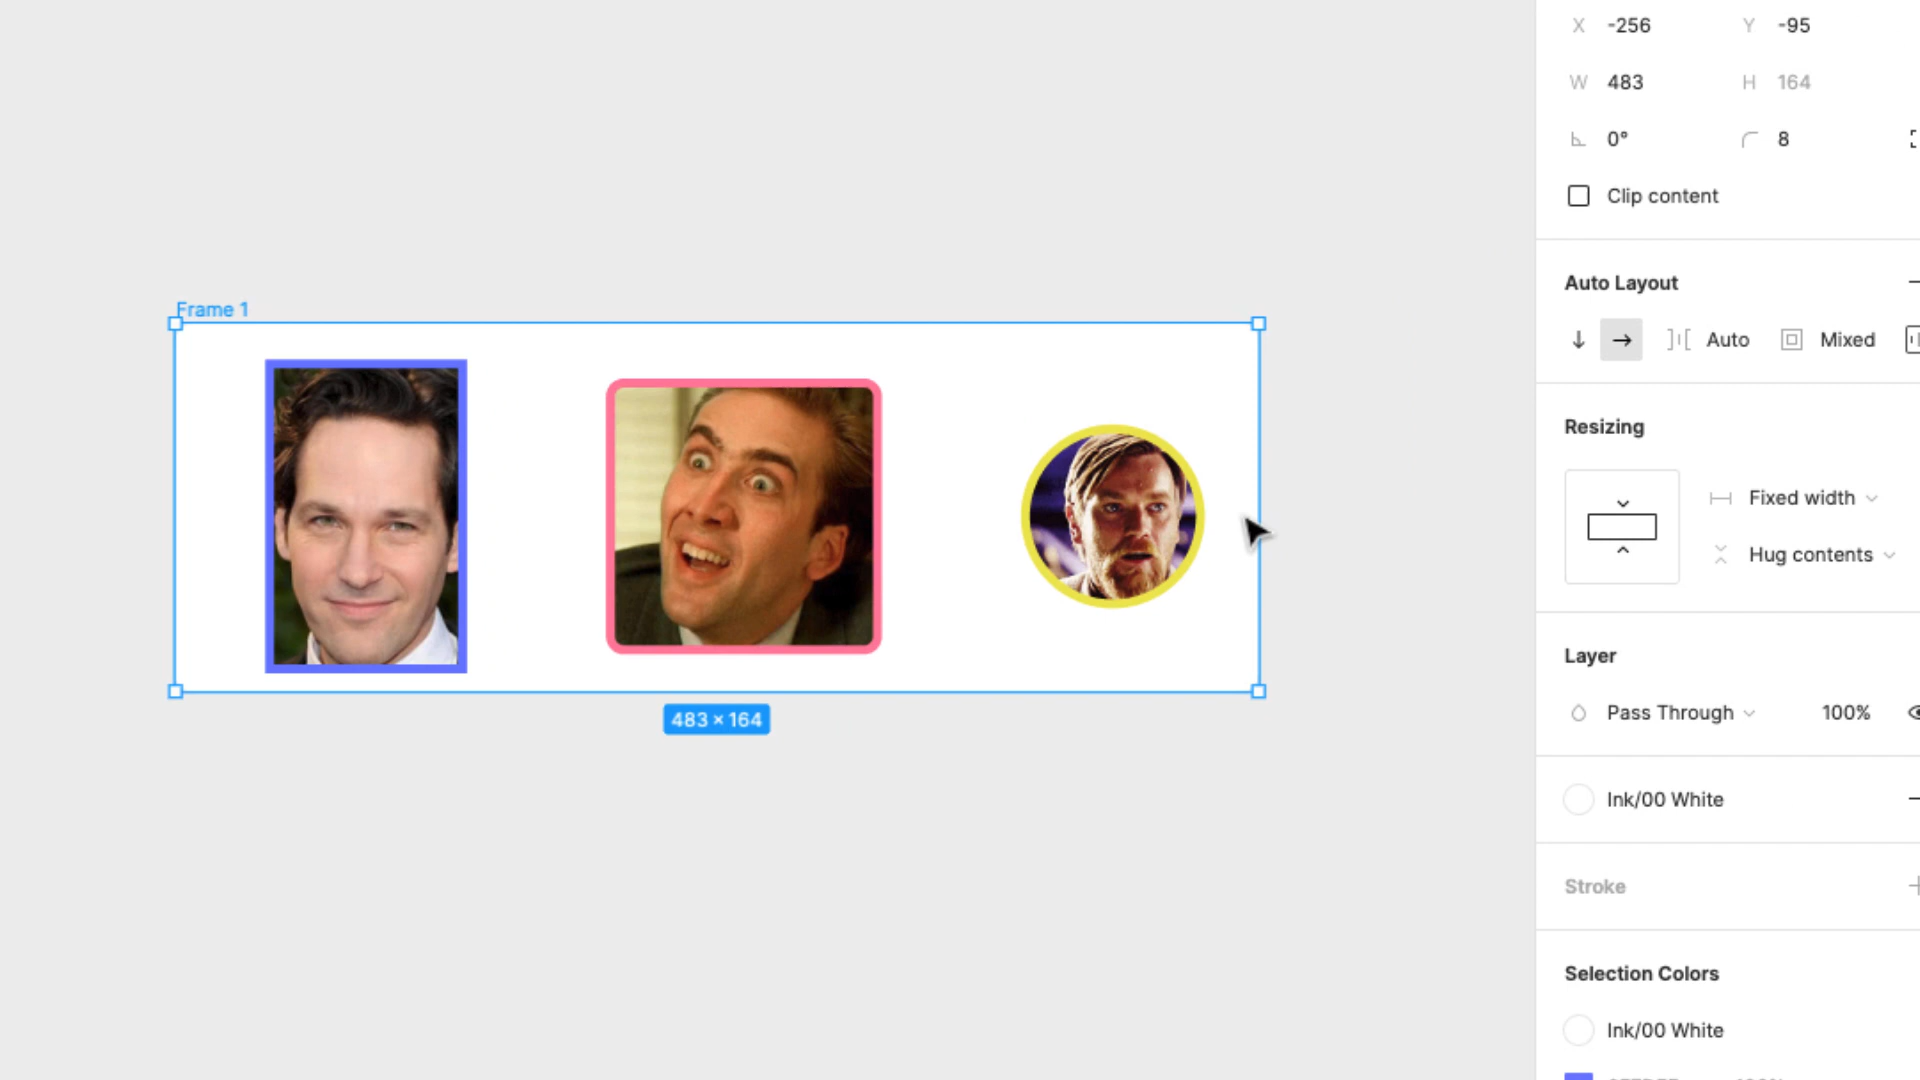 X -256 Y -95
W 483 H 164
0° 8
Clip content
Auto Layout
Frame 1
Auto Mixed
Resizing
Fixed width
Hug contents
Layer
483 × 164
Pass Through 100%
Ink/00 White
Stroke
Selection Colors
Ink/00 White